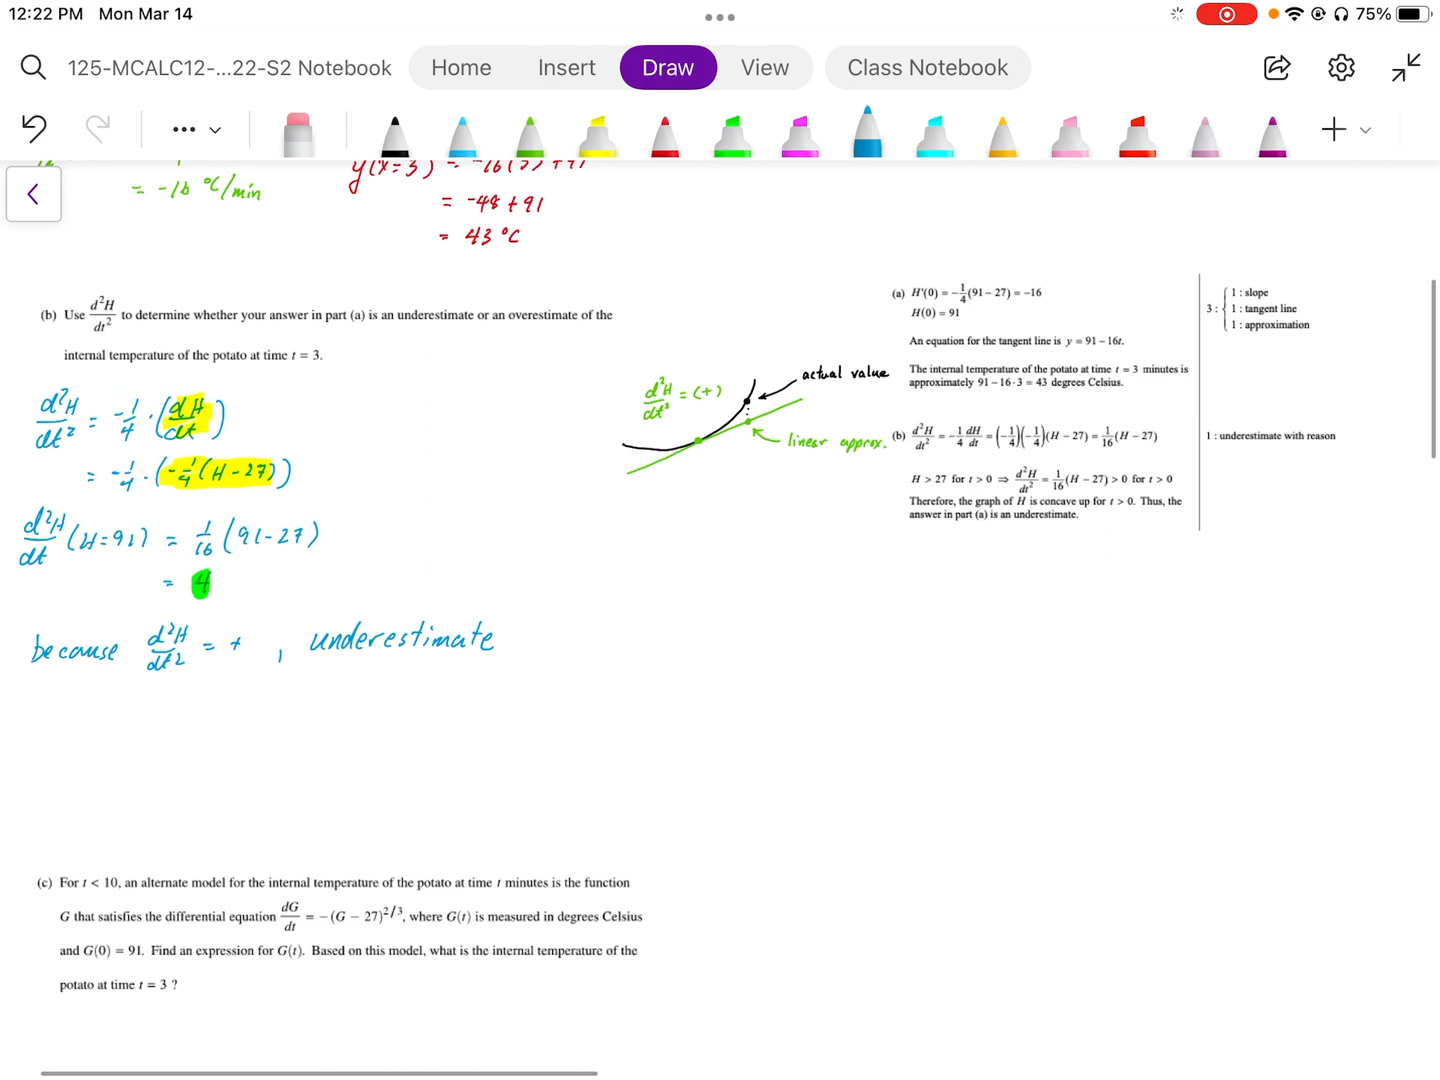 12:22 PM Mon Mar 14
75%
125-MCALC12-...22-S2 Notebook
Home Insert Draw View
Class Notebook
= -16 °C/min
y(x=3) = -16(3)+91
= -48 + 91
= 43 °C
(b) Use d²H/dt² to determine whether your answer in part (a) is an underestimate or an overestimate of the
internal temperature of the potato at time t = 3.
d²H/dt² = -1/4 · (dH/dt)
= -1/4 · (-1/4 (H - 27))
d²H/dt (H=91) = 1/16 (91-27)
= 4
because d²H/dt² = + , underestimate
d²H/dt² = (+)
actual value
linear approx.
(a) H'(0) = -1/4(91 - 27) = -16
H(0) = 91
An equation for the tangent line is y = 91 - 16t.
The internal temperature of the potato at time t = 3 minutes is
approximately 91 - 16·3 = 43 degrees Celsius.
3 : { 1 : slope
1 : tangent line
1 : approximation
(b) d²H/dt² = -1/4 dH/dt = (-1/4)(-1/4)(H - 27) = 1/16(H - 27)
1 : underestimate with reason
H > 27 for t > 0 ⇒ d²H/dt² = 1/16(H - 27) > 0 for t > 0
Therefore, the graph of H is concave up for t > 0. Thus, the
answer in part (a) is an underestimate.
(c) For t < 10, an alternate model for the internal temperature of the potato at time t minutes is the function
G that satisfies the differential equation dG/dt = -(G - 27)^2/3, where G(t) is measured in degrees Celsius
and G(0) = 91. Find an expression for G(t). Based on this model, what is the internal temperature of the
potato at time t = 3 ?